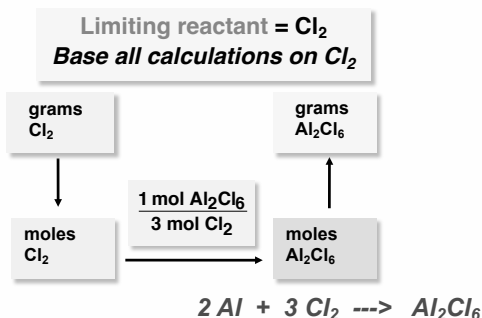 Limiting reactant = Cl₂
Base all calculations on Cl₂
grams
Cl₂
grams
Al₂Cl₆
1 mol Al₂Cl₆
3 mol Cl₂
moles
Cl₂
moles
Al₂Cl₆
2 Al + 3 Cl₂ ---> Al₂Cl₆